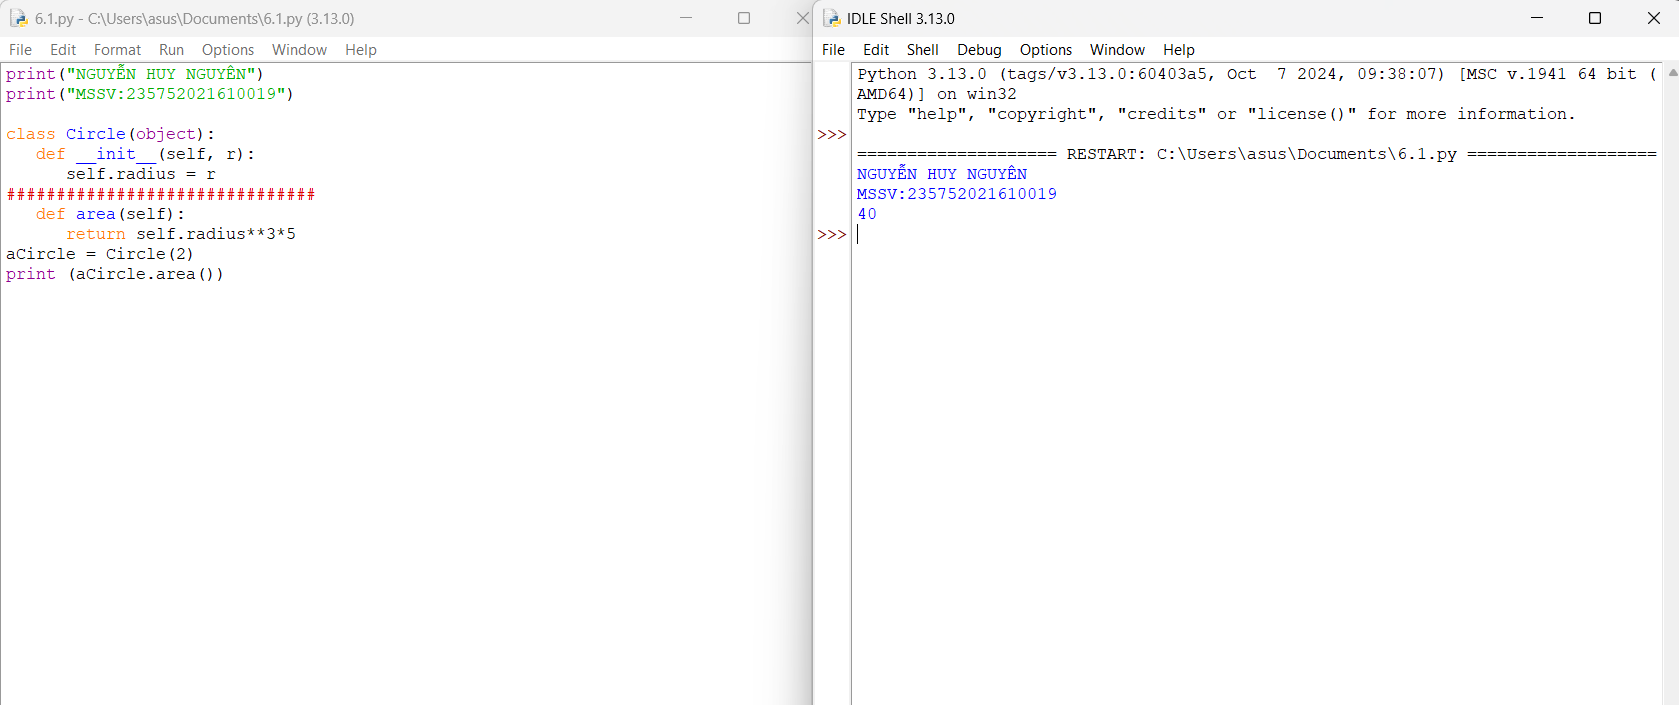 6.1.py - C:\Users\asus\Documents\6.1.py (3.13.0)
File Edit Format Run Options Window Help
print("NGUYỄN HUY NGUYÊN")
print("MSSV:235752021610019")
class Circle(object):
   def __init__(self, r):
      self.radius = r
###############################
   def area(self):
      return self.radius**3*5
aCircle = Circle(2)
print (aCircle.area())
IDLE Shell 3.13.0
File Edit Shell Debug Options Window Help
Python 3.13.0 (tags/v3.13.0:60403a5, Oct  7 2024, 09:38:07) [MSC v.1941 64 bit (
AMD64)] on win32
Type "help", "copyright", "credits" or "license()" for more information.
>>>
==================== RESTART: C:\Users\asus\Documents\6.1.py ===================
NGUYỄN HUY NGUYÊN
MSSV:235752021610019
40
>>>